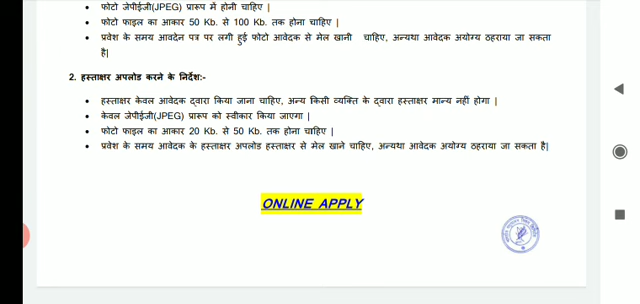 • फोटो जेपीईजी(JPEG) प्रारूप में होनी चाहिए |
• फोटो फाइल का आकार 50 Kb. से 100 Kb. तक होना चाहिए |
• प्रवेश के समय आवदेन पत्र पर लगी हुई फोटो आवेदक से मेल खानी चाहिए, अन्यथा आवेदक अयोग्य ठहराया जा सकता
है|
2. हस्ताक्षर अपलोड करने के निर्देश:-
• हस्ताक्षर केवल आवेदक द्वारा किया जाना चाहिए, अन्य किसी व्यक्ति के द्वारा हस्ताक्षर मान्य नहीं होगा |
• केवल जेपीईजी(JPEG) प्रारूप को स्वीकार किया जाएगा |
• फोटो फाइल का आकार 20 Kb. से 50 Kb. तक होना चाहिए |
• प्रवेश के समय आवेदक के हस्ताक्षर अपलोड हस्ताक्षर से मेल खाने चाहिए, अन्यथा आवेदक अयोग्य ठहराया जा सकता है|
ONLINE APPLY